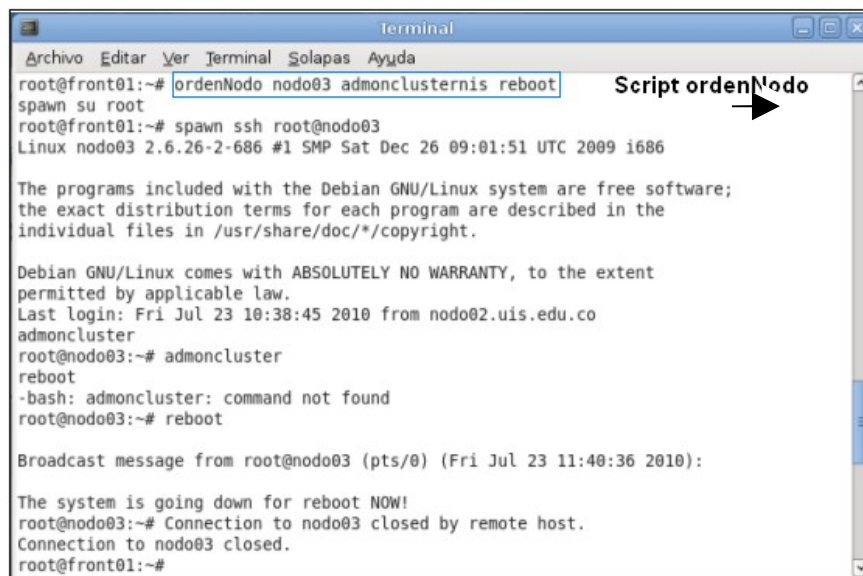 Terminal
Archivo Editar Ver Terminal Solapas Ayuda
root@front01:~# ordenNodo nodo03 admonclusternis reboot
Script ordenNodo
spawn su root
root@front01:~# spawn ssh root@nodo03
Linux nodo03 2.6.26-2-686 #1 SMP Sat Dec 26 09:01:51 UTC 2009 i686
The programs included with the Debian GNU/Linux system are free software;
the exact distribution terms for each program are described in the
individual files in /usr/share/doc/*/copyright.
Debian GNU/Linux comes with ABSOLUTELY NO WARRANTY, to the extent
permitted by applicable law.
Last login: Fri Jul 23 10:38:45 2010 from nodo02.uis.edu.co
admoncluster
root@nodo03:~# admoncluster
reboot
-bash: admoncluster: command not found
root@nodo03:~# reboot
Broadcast message from root@nodo03 (pts/0) (Fri Jul 23 11:40:36 2010):
The system is going down for reboot NOW!
root@nodo03:~# Connection to nodo03 closed by remote host.
Connection to nodo03 closed.
root@front01:~#